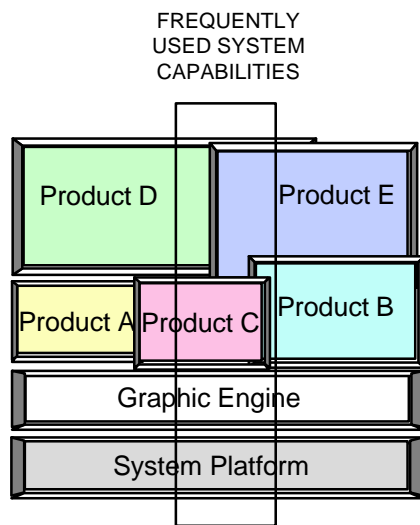 FREQUENTLY
USED SYSTEM
CAPABILITIES
Product D
Product E
Product A
Product C
Product B
Graphic Engine
System Platform